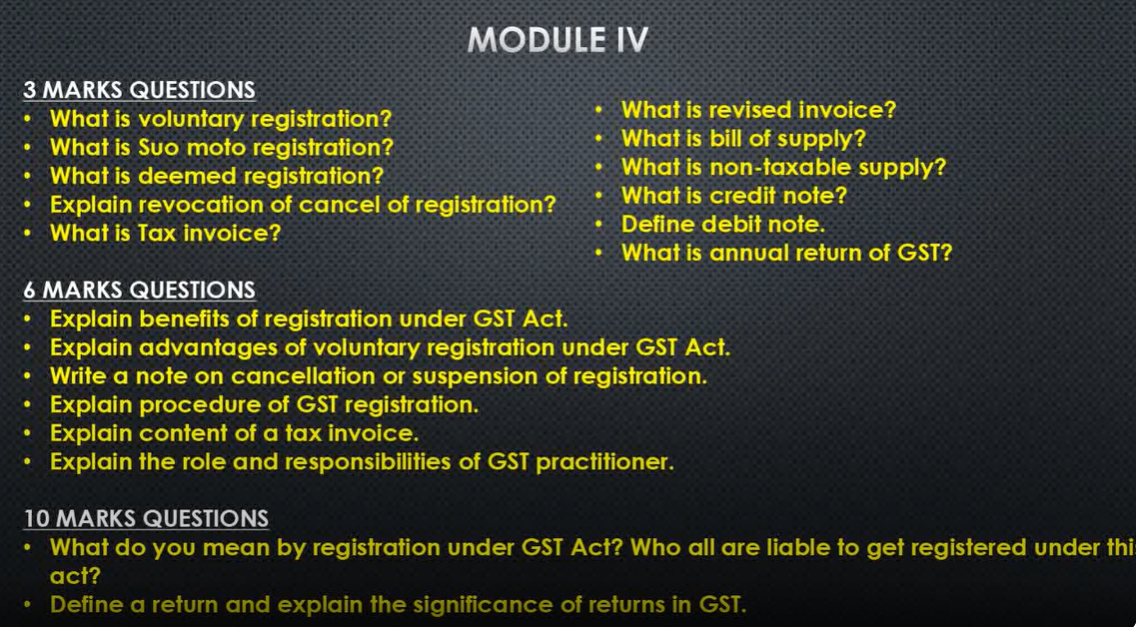 MODULE IV
3 MARKS QUESTIONS
• What is voluntary registration?
• What is Suo moto registration?
• What is deemed registration?
• Explain revocation of cancel of registration?
• What is Tax invoice?
• What is revised invoice?
• What is bill of supply?
• What is non-taxable supply?
• What is credit note?
• Define debit note.
• What is annual return of GST?
6 MARKS QUESTIONS
• Explain benefits of registration under GST Act.
• Explain advantages of voluntary registration under GST Act.
• Write a note on cancellation or suspension of registration.
• Explain procedure of GST registration.
• Explain content of a tax invoice.
• Explain the role and responsibilities of GST practitioner.
10 MARKS QUESTIONS
• What do you mean by registration under GST Act? Who all are liable to get registered under thi
act?
• Define a return and explain the significance of returns in GST.